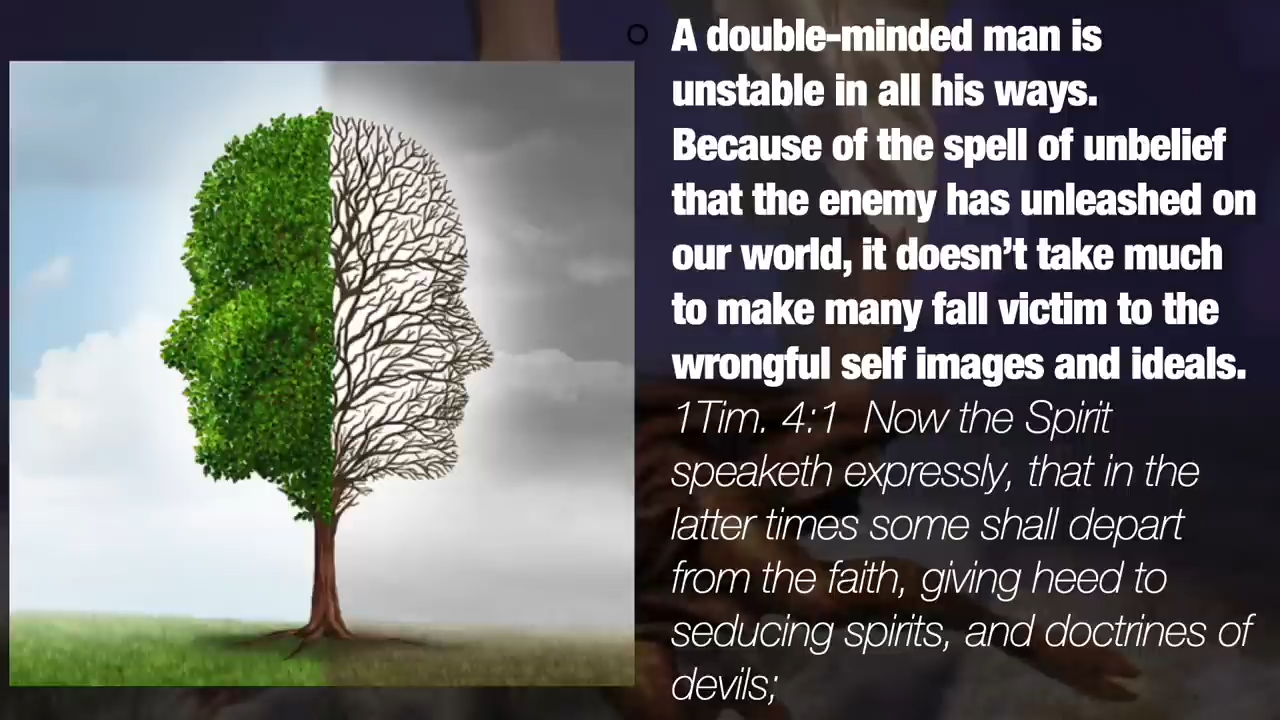 A double-minded man is
unstable in all his ways.
Because of the spell of unbelief
that the enemy has unleashed on
our world, it doesn’t take much
to make many fall victim to the
wrongful self images and ideals.
1Tim. 4:1 Now the Spirit
speaketh expressly, that in the
latter times some shall depart
from the faith, giving heed to
seducing spirits, and doctrines of
devils;